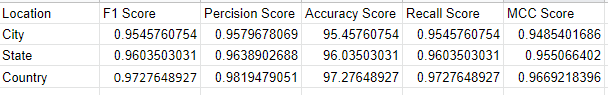 Location F1 Score Percision Score Accuracy Score Recall Score MCC Score
City 0.9545760754 0.9579678069 95.45760754 0.9545760754 0.9485401686
State 0.9603503031 0.9638902688 96.03503031 0.9603503031 0.955066402
Country 0.9727648927 0.9819479051 97.27648927 0.9727648927 0.9669218396